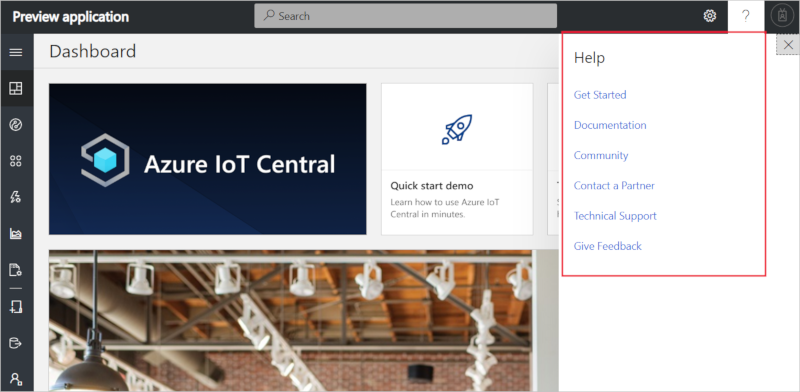 Preview application
Search
?
Dashboard
Azure IoT Central
Quick start demo
Learn how to use Azure IoT
Central in minutes.
Help
Get Started
Documentation
Community
Contact a Partner
Technical Support
Give Feedback